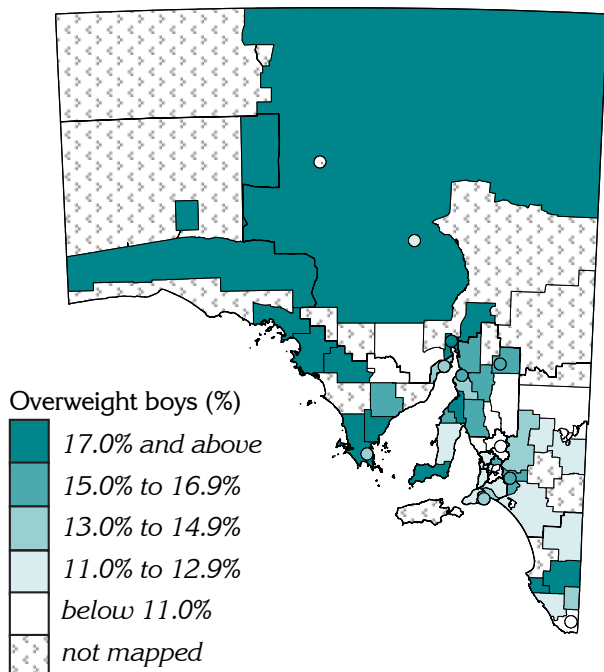 Overweight boys (%)
17.0% and above
15.0% to 16.9%
13.0% to 14.9%
11.0% to 12.9%
below 11.0%
not mapped